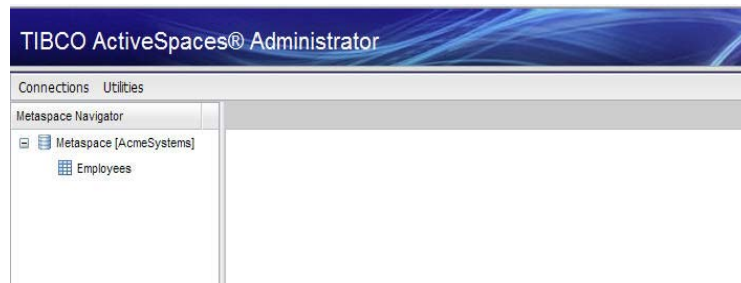 TIBCO ActiveSpaces® Administrator
Connections Utilities
Metaspace Navigator
Metaspace [AcmeSystems]
Employees